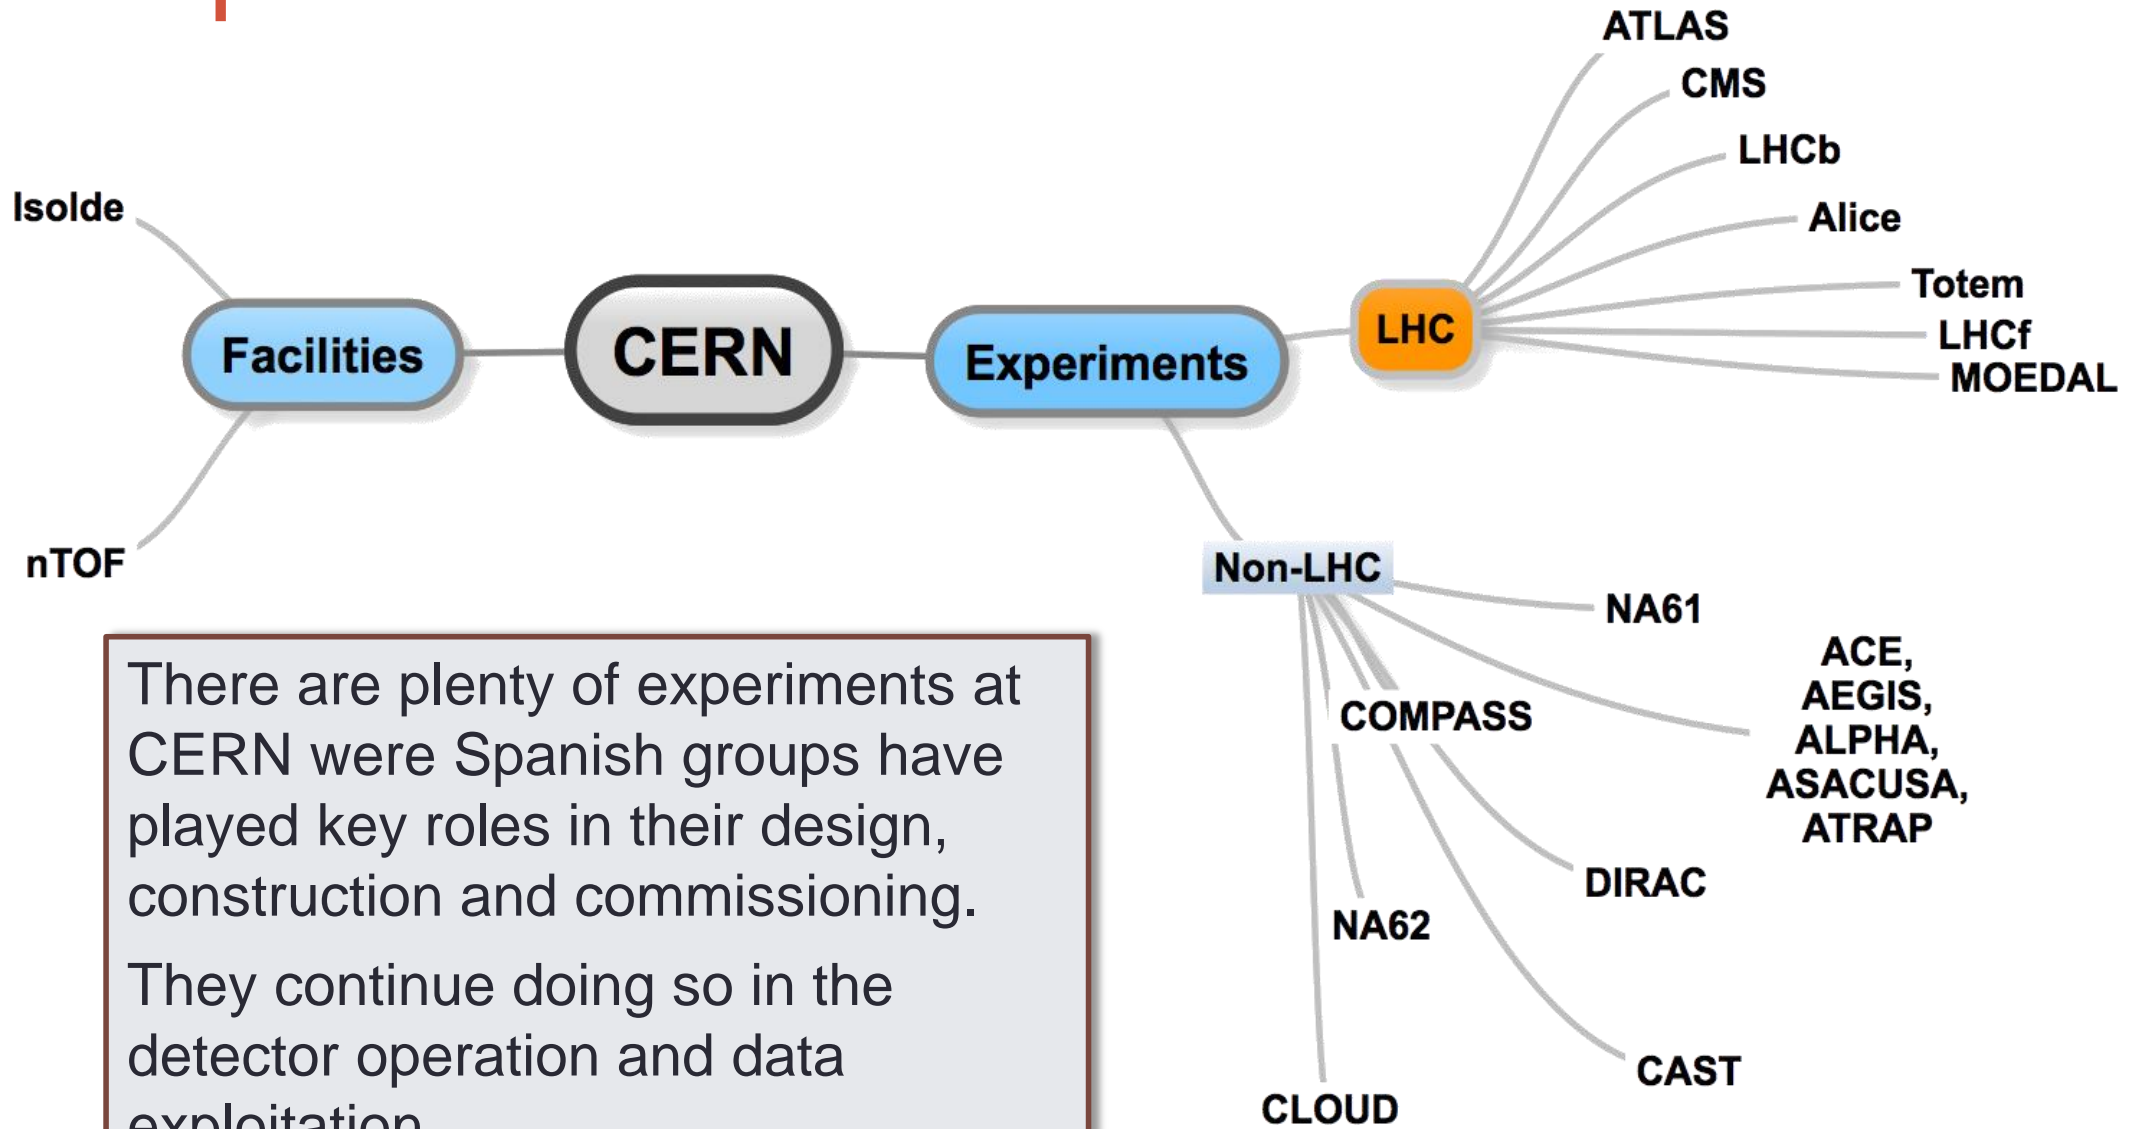 ATLAS
CMS
LHCb
Alice
Totem
LHCf
MOEDAL
Isolde
Facilities
CERN
Experiments
LHC
nTOF
Non-LHC
NA61
ACE,
AEGIS,
ALPHA,
ASACUSA,
ATRAP
COMPASS
DIRAC
NA62
CAST
CLOUD
There are plenty of experiments at
CERN were Spanish groups have
played key roles in their design,
construction and commissioning.
They continue doing so in the
detector operation and data
exploitation